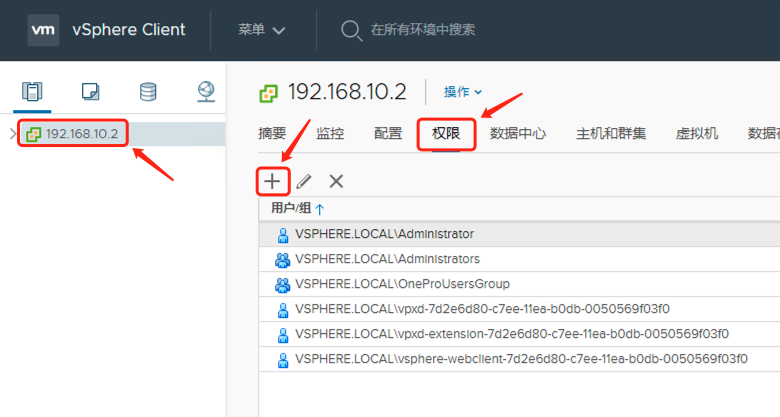 vm vSphere Client 菜单 在所有环境中搜索
192.168.10.2 操作
192.168.10.2
摘要 监控 配置 权限 数据中心 主机和群集 虚拟机 数据存
用户/组
VSPHERE.LOCAL\Administrator
VSPHERE.LOCAL\Administrators
VSPHERE.LOCAL\OneProUsersGroup
VSPHERE.LOCAL\vpxd-7d2e6d80-c7ee-11ea-b0db-0050569f03f0
VSPHERE.LOCAL\vpxd-extension-7d2e6d80-c7ee-11ea-b0db-0050569f03f0
VSPHERE.LOCAL\vsphere-webclient-7d2e6d80-c7ee-11ea-b0db-0050569f03f0